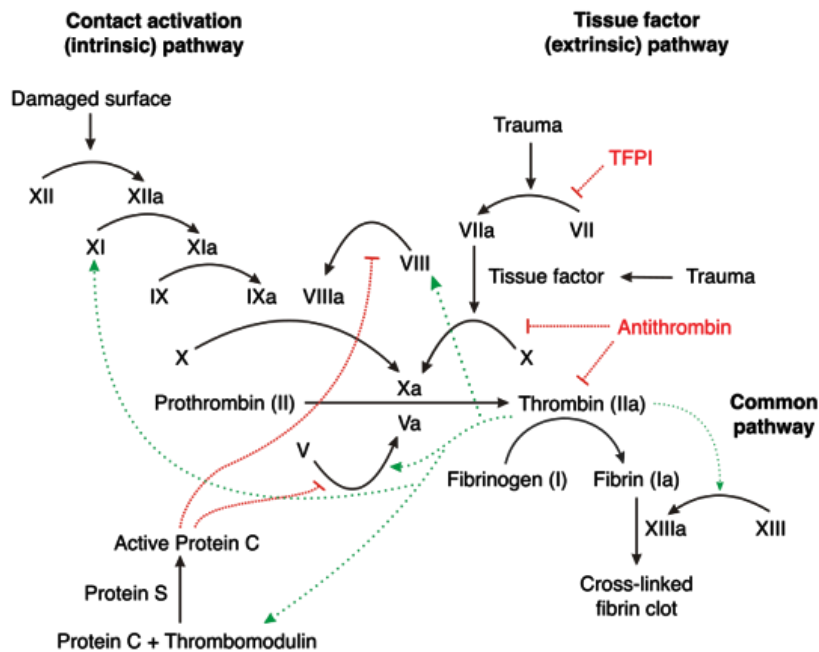 Contact activation
(intrinsic) pathway
Tissue factor
(extrinsic) pathway
Damaged surface
Trauma
TFPI
XII
XIIa
VIIa
VII
XI
XIa
VIII
IX
IXa
VIIIa
Tissue factor
Trauma
X
X
Antithrombin
Xa
Prothrombin (II)
Thrombin (IIa)
Common
pathway
Va
V
Fibrinogen (I)
Fibrin (Ia)
XIIIa
XIII
Active Protein C
Cross-linked
fibrin clot
Protein S
Protein C + Thrombomodulin